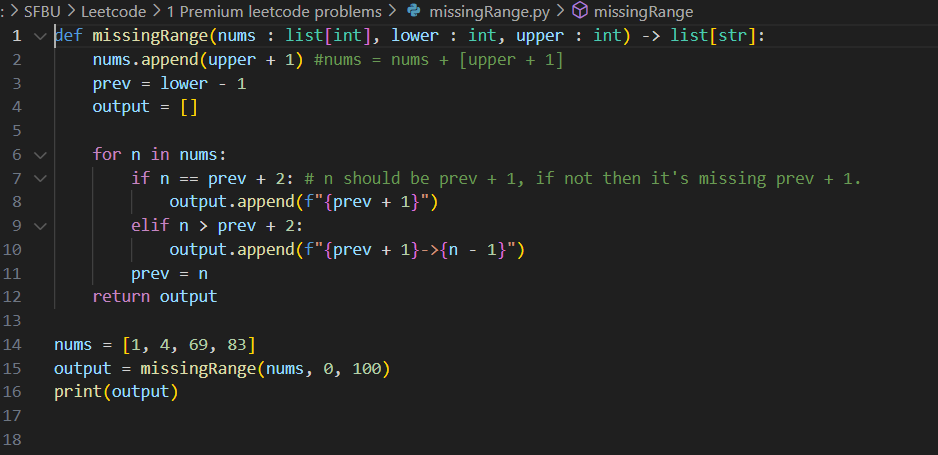 : > SFBU > Leetcode > 1 Premium leetcode problems > missingRange.py > missingRange
1 def missingRange(nums : list[int], lower : int, upper : int) -> list[str]:
2     nums.append(upper + 1) #nums = nums + [upper + 1]
3     prev = lower - 1
4     output = []
5
6     for n in nums:
7         if n == prev + 2: # n should be prev + 1, if not then it's missing prev + 1.
8             output.append(f"{prev + 1}")
9         elif n > prev + 2:
10             output.append(f"{prev + 1}->{n - 1}")
11         prev = n
12     return output
13
14 nums = [1, 4, 69, 83]
15 output = missingRange(nums, 0, 100)
16 print(output)
17
18